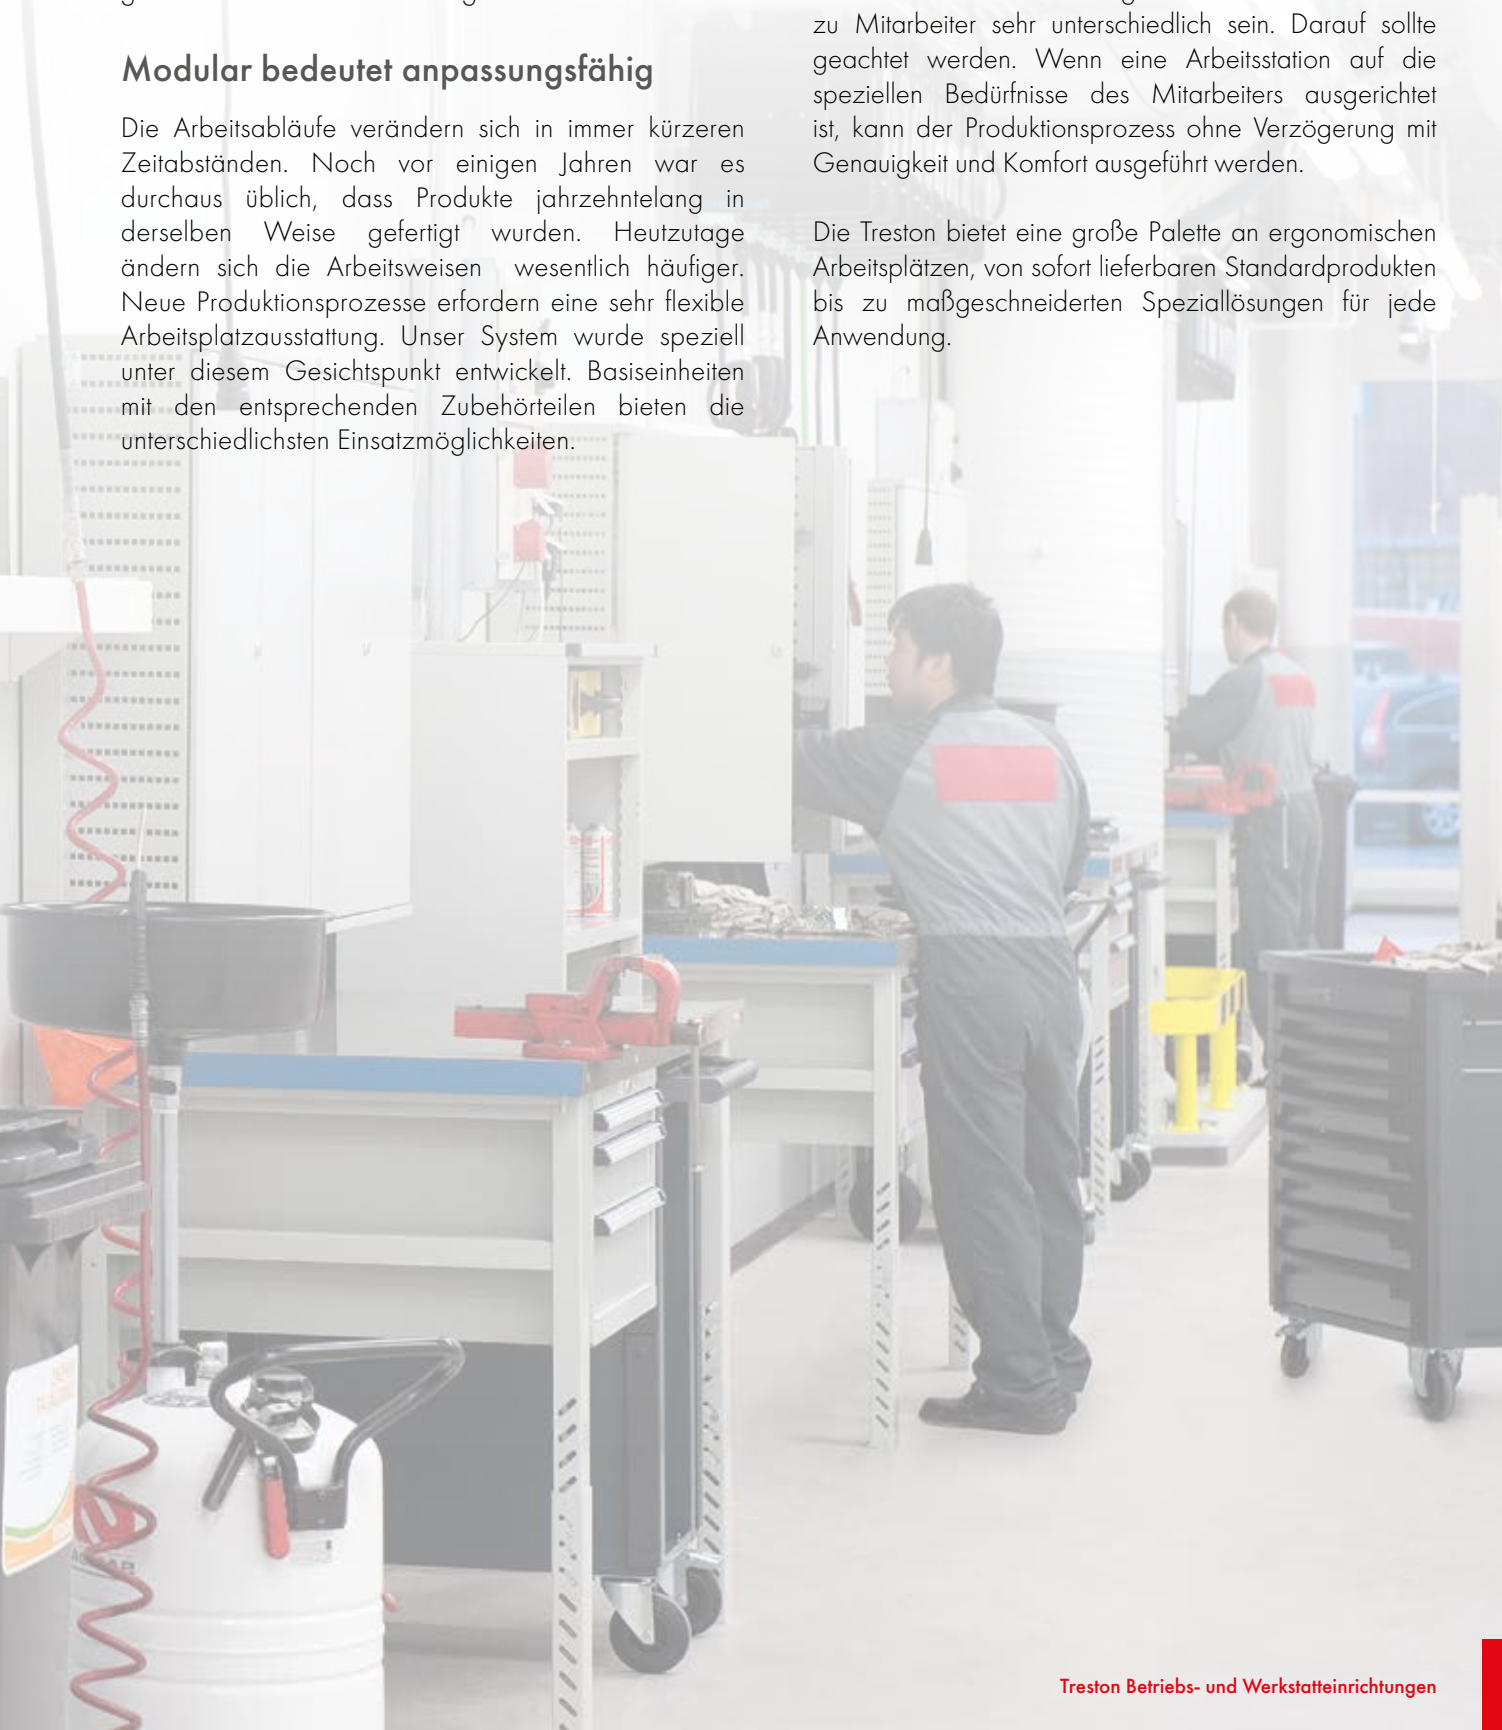 Modular bedeutet anpassungsfähig
Die Arbeitsabläufe verändern sich in immer kürzeren
Zeitabständen. Noch vor einigen Jahren war es
durchaus üblich, dass Produkte jahrzehntelang in
derselben Weise gefertigt wurden. Heutzutage
ändern sich die Arbeitsweisen wesentlich häufiger.
Neue Produktionsprozesse erfordern eine sehr flexible
Arbeitsplatzausstattung. Unser System wurde speziell
unter diesem Gesichtspunkt entwickelt. Basiseinheiten
mit den entsprechenden Zubehörteilen bieten die
unterschiedlichsten Einsatzmöglichkeiten.
zu Mitarbeiter sehr unterschiedlich sein. Darauf sollte
geachtet werden. Wenn eine Arbeitsstation auf die
speziellen Bedürfnisse des Mitarbeiters ausgerichtet
ist, kann der Produktionsprozess ohne Verzögerung mit
Genauigkeit und Komfort ausgeführt werden.
Die Treston bietet eine große Palette an ergonomischen
Arbeitsplätzen, von sofort lieferbaren Standardprodukten
bis zu maßgeschneiderten Speziallösungen für jede
Anwendung.
Treston Betriebs- und Werkstatteinrichtungen